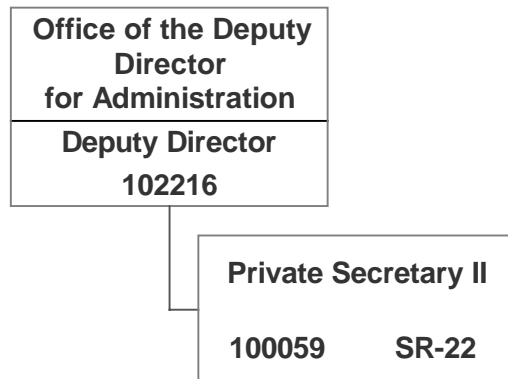 Office of the Deputy
Director
for Administration
Deputy Director
102216
Private Secretary II
100059 SR-22